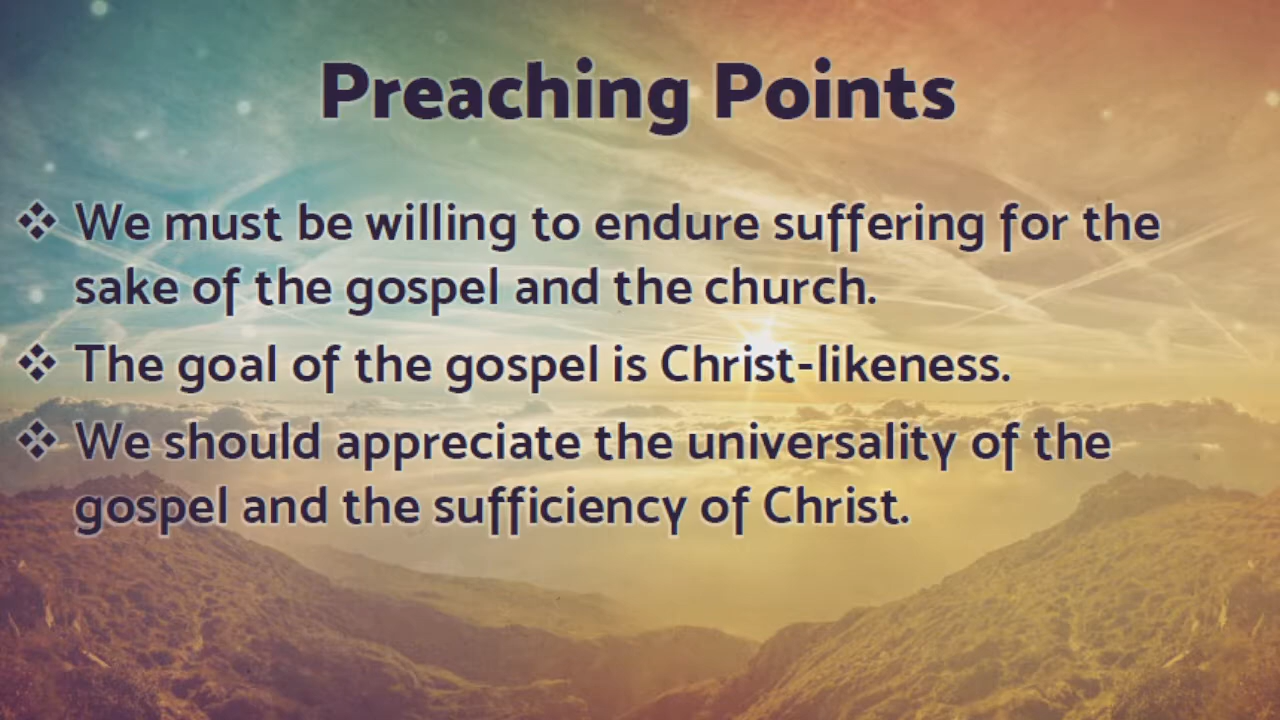 Preaching Points
❖ We must be willing to endure suffering for the
sake of the gospel and the church.
❖ The goal of the gospel is Christ-likeness.
❖ We should appreciate the universality of the
gospel and the sufficiency of Christ.